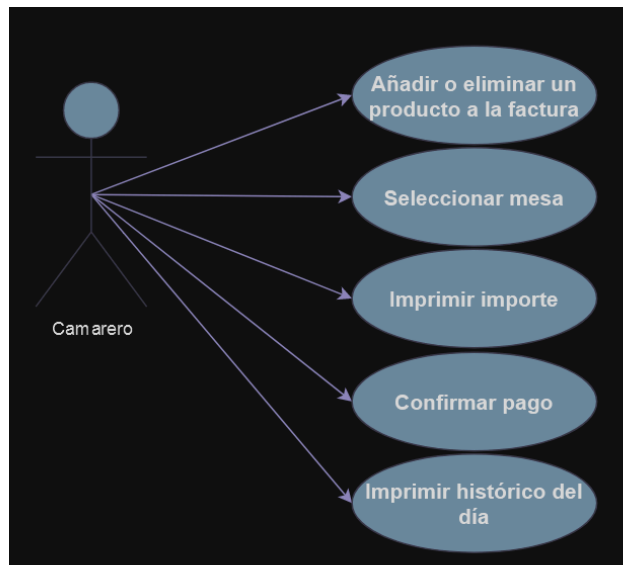 Añadir o eliminar un
producto a la factura
Seleccionar mesa
Imprimir importe
Camarero
Confirmar pago
Imprimir histórico del
día